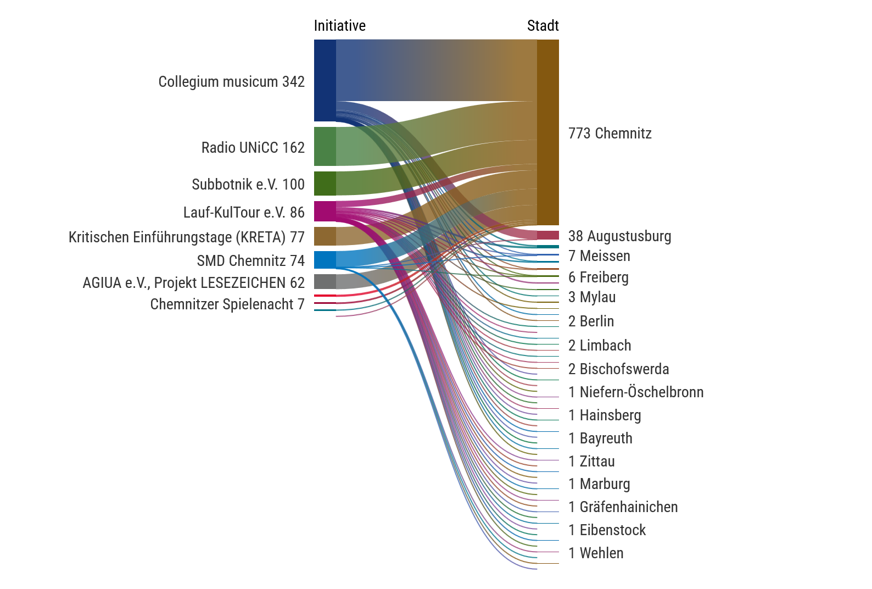 Initiative
Stadt
Collegium musicum 342
Radio UNiCC 162
Subbotnik e.V. 100
Lauf-KulTour e.V. 86
Kritischen Einführungstage (KRETA) 77
SMD Chemnitz 74
AGIUA e.V., Projekt LESEZEICHEN 62
Chemnitzer Spielenacht 7
773 Chemnitz
38 Augustusburg
7 Meissen
6 Freiberg
3 Mylau
2 Berlin
2 Limbach
2 Bischofswerda
1 Niefern-Öschelbronn
1 Hainsberg
1 Bayreuth
1 Zittau
1 Marburg
1 Gräfenhainichen
1 Eibenstock
1 Wehlen